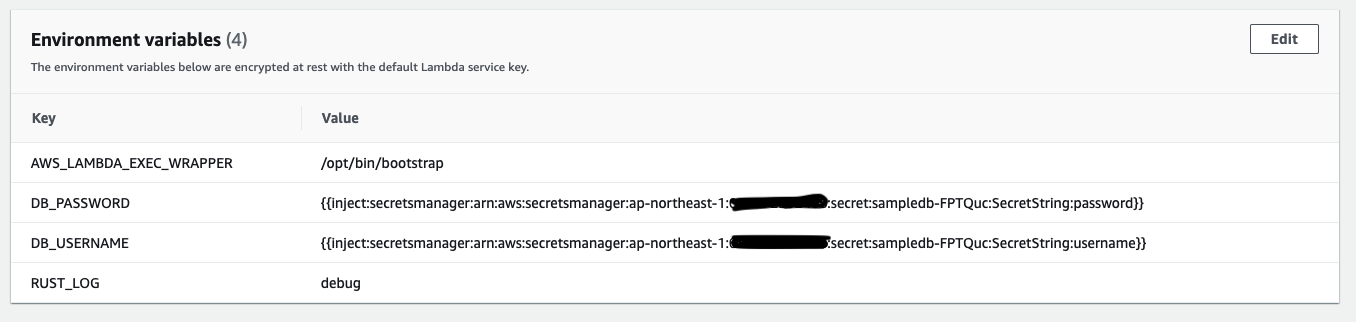 Environment variables (4)
Edit
The environment variables below are encrypted at rest with the default Lambda service key.
Key Value
AWS_LAMBDA_EXEC_WRAPPER /opt/bin/bootstrap
DB_PASSWORD {{inject:secretsmanager:arn:aws:secretsmanager:ap-northeast-1: :secret:sampledb-FPTQuc:SecretString:password}}
DB_USERNAME {{inject:secretsmanager:arn:aws:secretsmanager:ap-northeast-1: :secret:sampledb-FPTQuc:SecretString:username}}
RUST_LOG debug